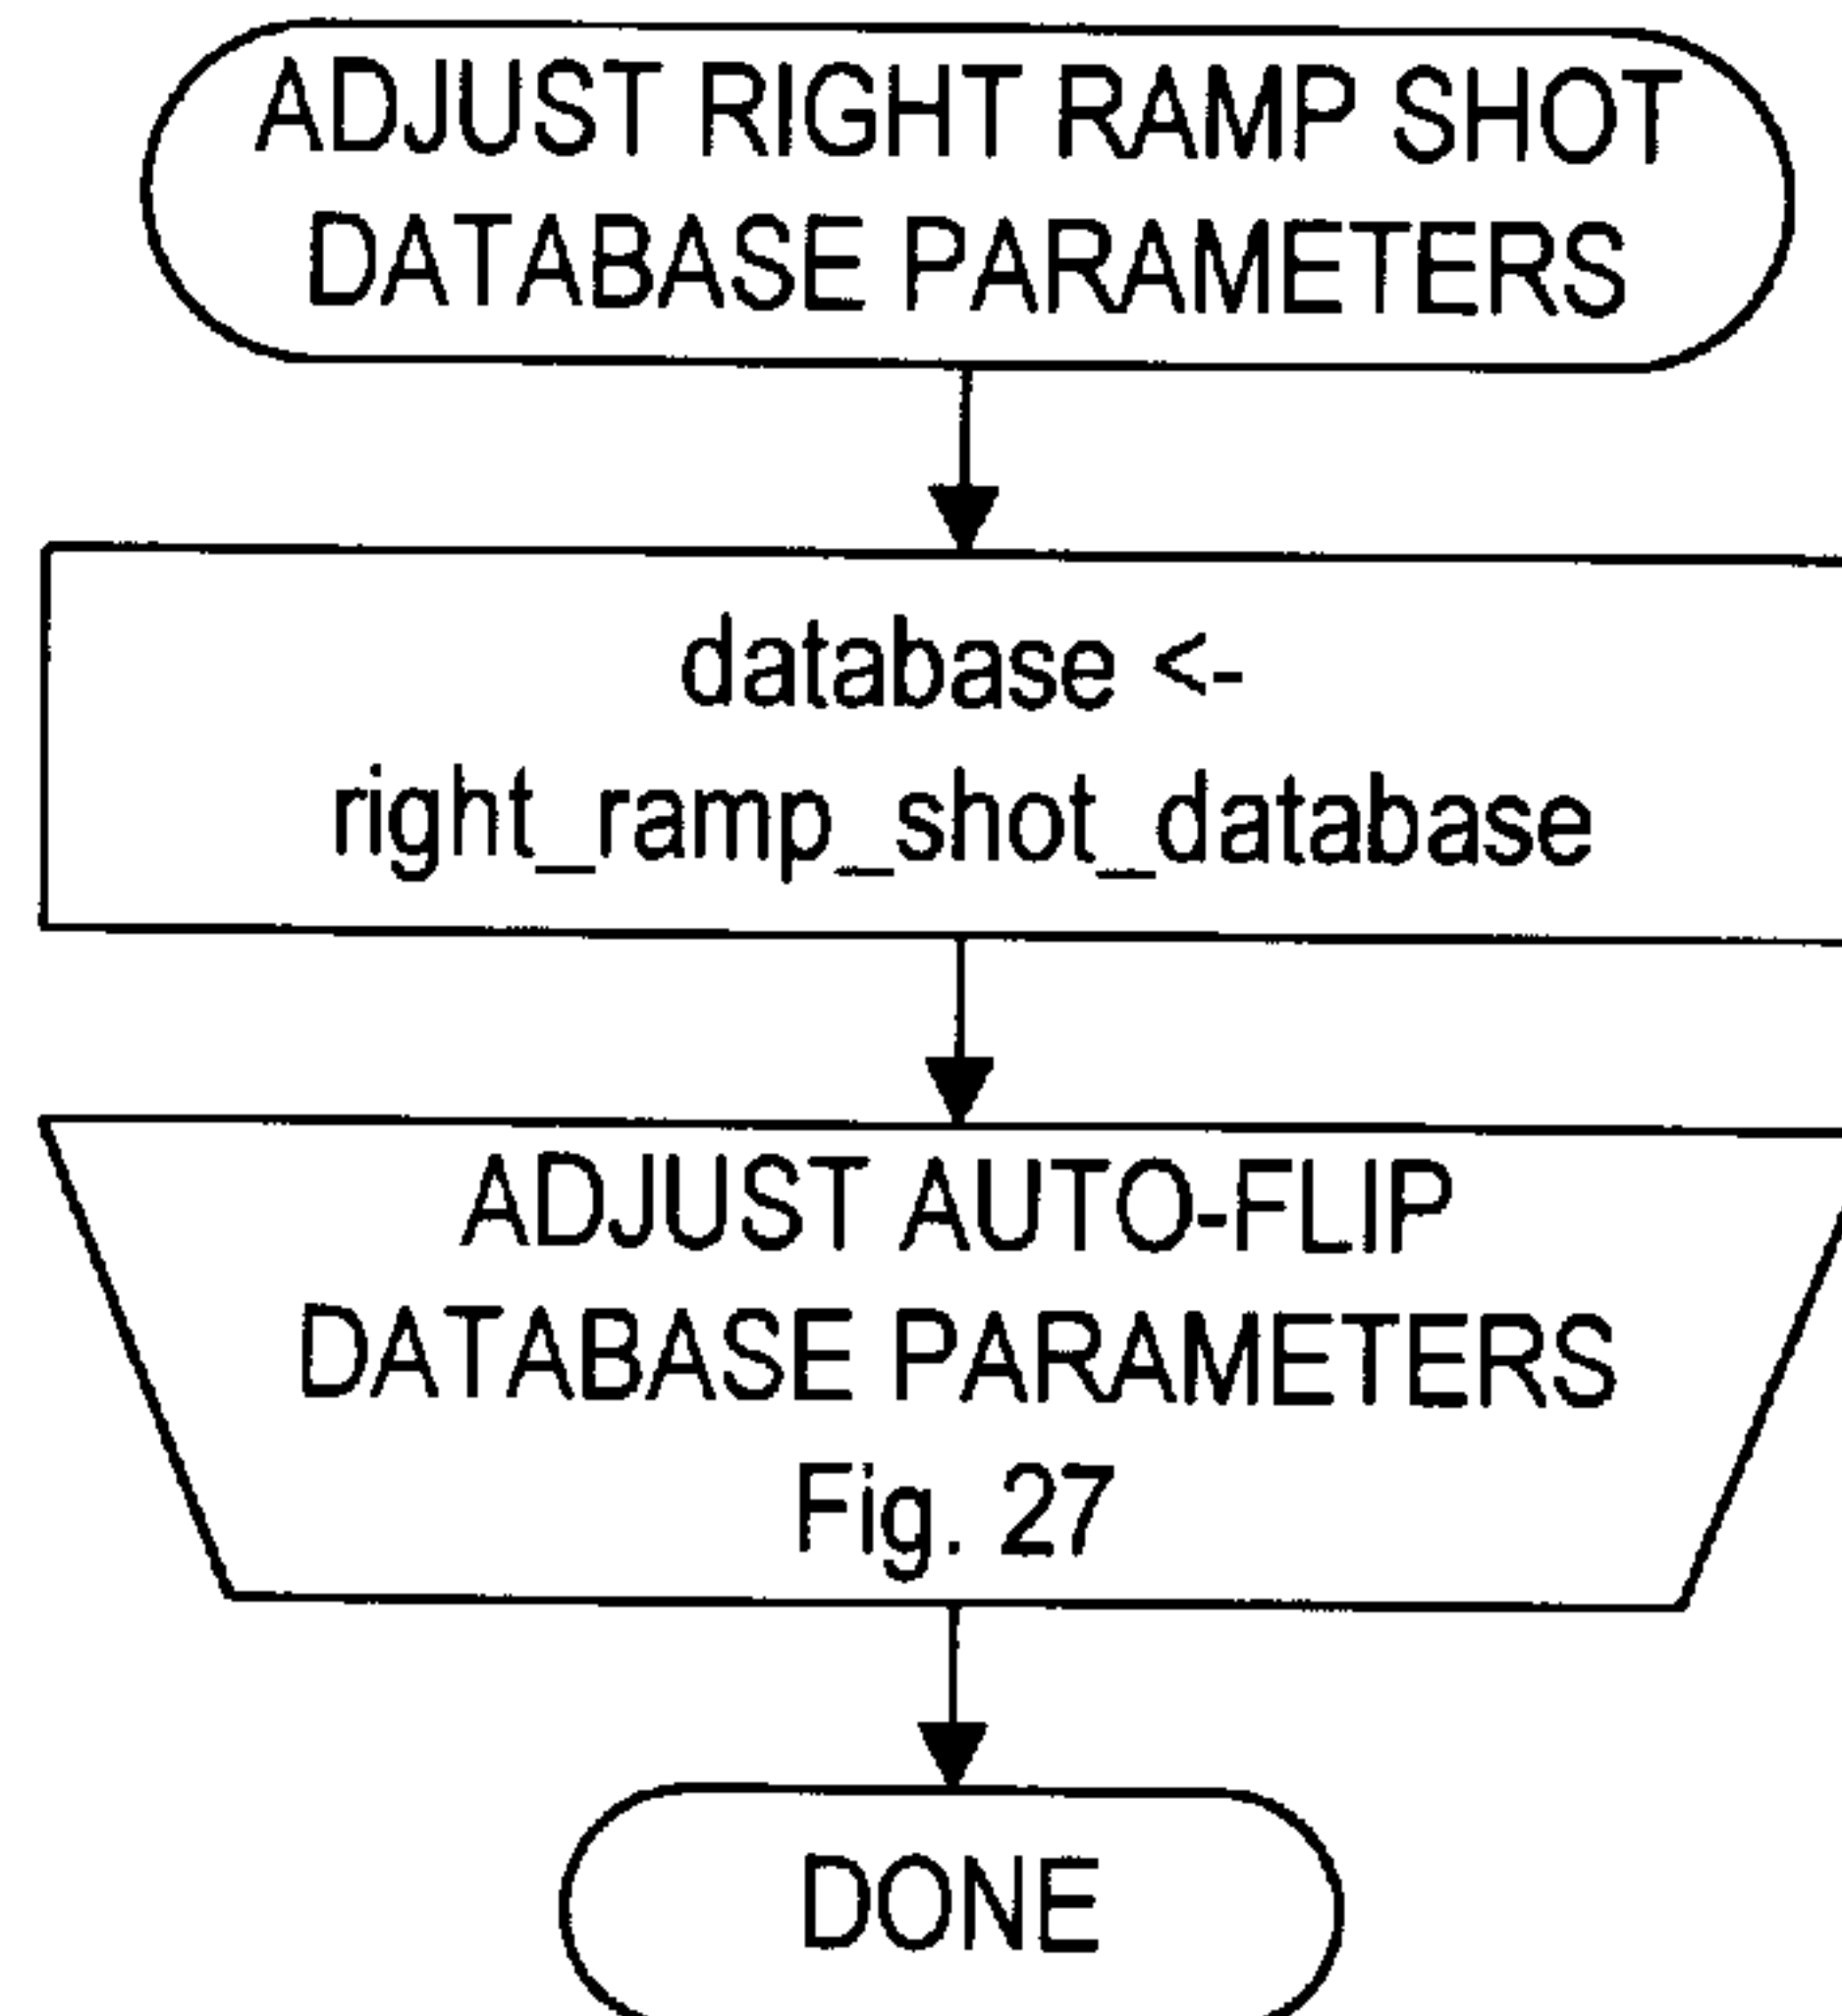 ADJUST RIGHT RAMP SHOT
DATABASE PARAMETERS
database <-
right_ramp_shot_database
ADJUST AUTO-FLIP
DATABASE PARAMETERS
Fig. 27
DONE